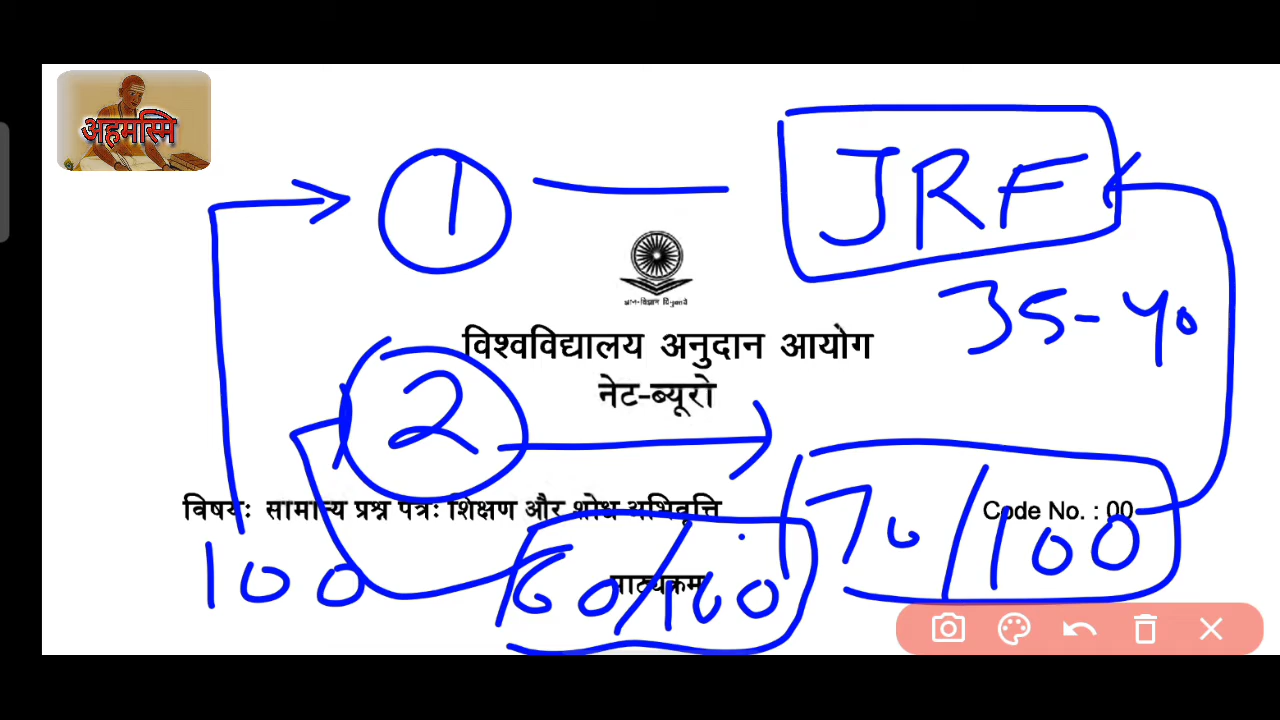 अहमस्मि
1 — JRF
35-40
विश्वविद्यालय अनुदान आयोग
नेट-ब्यूरो
2
विषयः सामान्य प्रश्न पत्रः शिक्षण और शोध अभिवृत्ति
Code No. : 00
70/100
100
60/100
पाठ्यक्रम